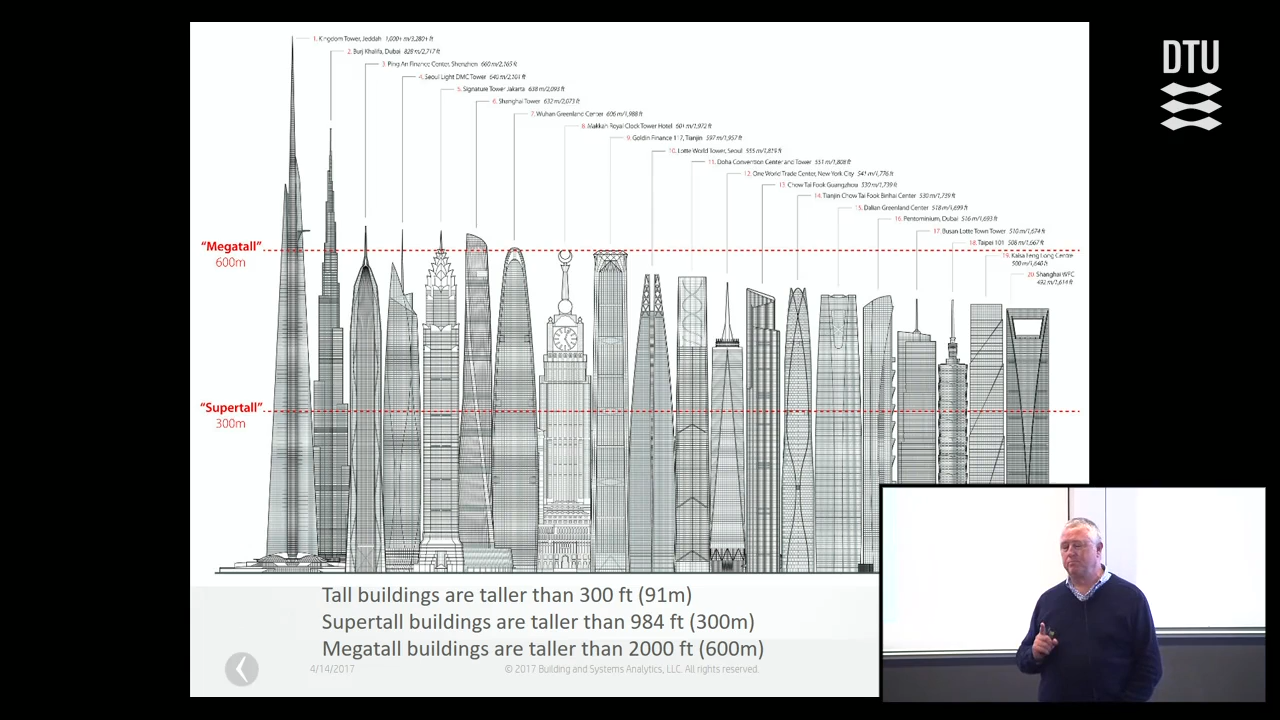 DTU
1. Kingdom Tower, Jeddah 1,000+ m/3,280+ ft
2. Burj Khalifa, Dubai 828 m/2,717 ft
3. Ping An Finance Center, Shenzhen 660 m/2,165 ft
4. Seoul Light DMC Tower 640 m/2,101 ft
5. Signature Tower Jakarta 638 m/2,093 ft
6. Shanghai Tower 632 m/2,073 ft
7. Wuhan Greenland Center 606 m/1,988 ft
8. Makkah Royal Clock Tower Hotel 601 m/1,972 ft
9. Goldin Finance 117, Tianjin 597 m/1,957 ft
10. Lotte World Tower, Seoul 555 m/1,819 ft
11. Doha Convention Center and Tower 551 m/1,808 ft
12. One World Trade Center, New York City 541 m/1,776 ft
13. Chow Tai Fook Guangzhou 530 m/1,739 ft
14. Tianjin Chow Tai Fook Binhai Center 530 m/1,739 ft
15. Dalian Greenland Center 518 m/1,699 ft
16. Pentominium, Dubai 516 m/1,693 ft
17. Busan Lotte Town Tower 510 m/1,674 ft
18. Taipei 101 508 m/1,667 ft
19. Kaisa Feng Long Centre
500 m/1,640 ft
20. Shanghai WFC
492 m/1,614 ft
"Megatall"
600m
"Supertall"
300m
Tall buildings are taller than 300 ft (91m)
Supertall buildings are taller than 984 ft (300m)
Megatall buildings are taller than 2000 ft (600m)
4/14/2017
© 2017 Building and Systems Analytics, LLC. All rights reserved.